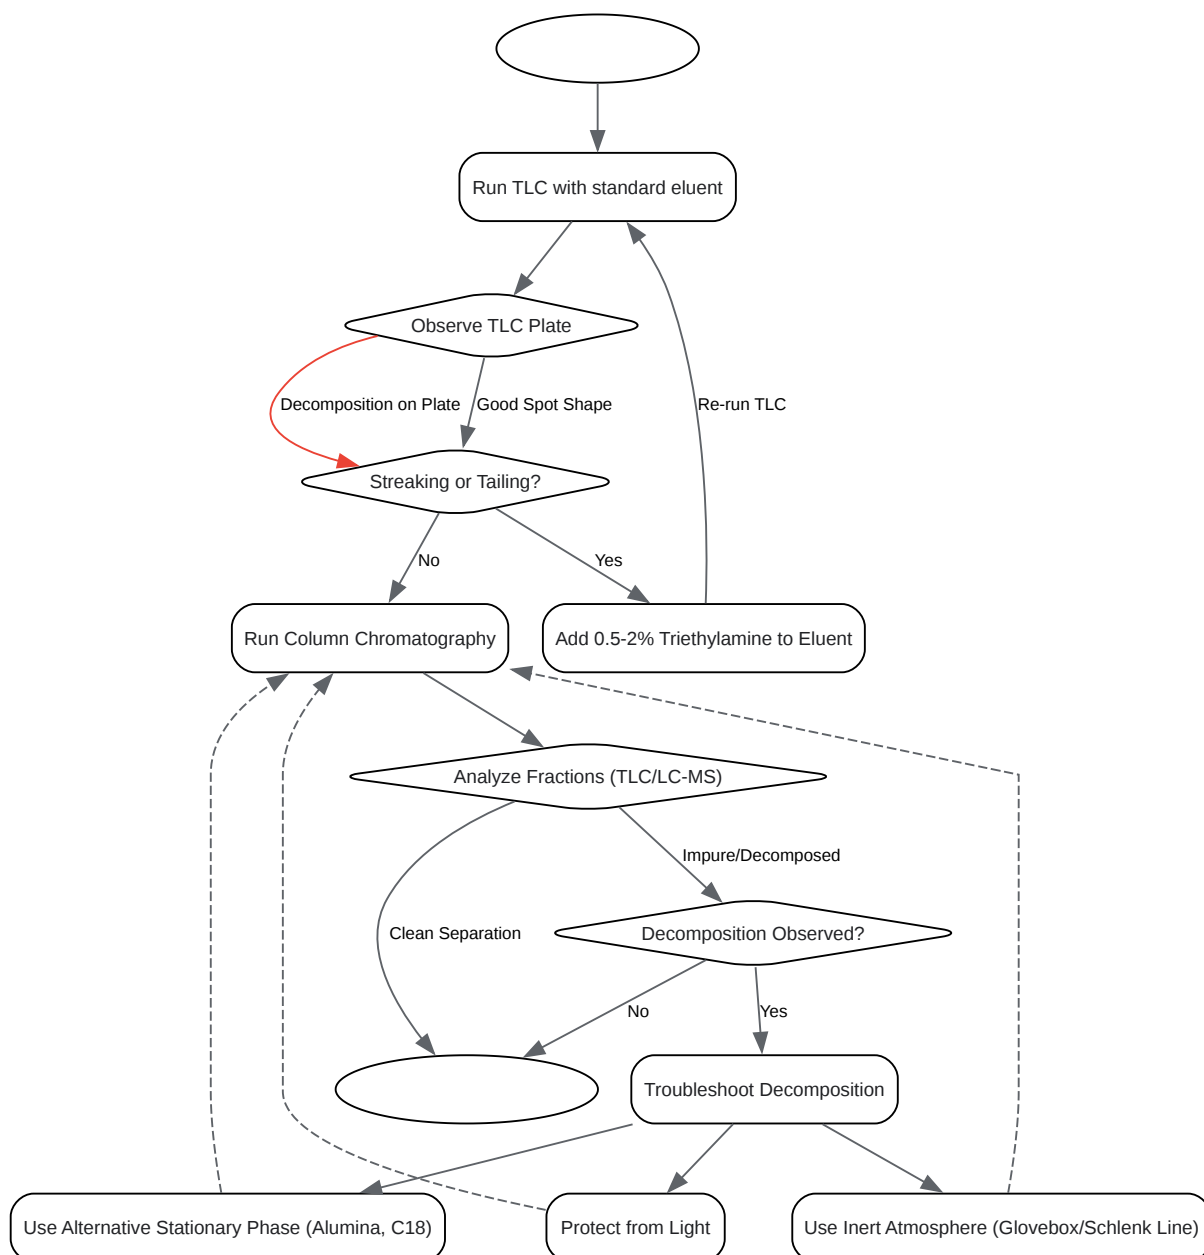 Run TLC with standard eluent
Observe TLC Plate
Decomposition on Plate
Good Spot Shape
Re-run TLC
Streaking or Tailing?
No
Yes
Run Column Chromatography
Add 0.5-2% Triethylamine to Eluent
Analyze Fractions (TLC/LC-MS)
Impure/Decomposed
Clean Separation
Decomposition Observed?
No
Yes
Troubleshoot Decomposition
Use Alternative Stationary Phase (Alumina, C18)
Protect from Light
Use Inert Atmosphere (Glovebox/Schlenk Line)